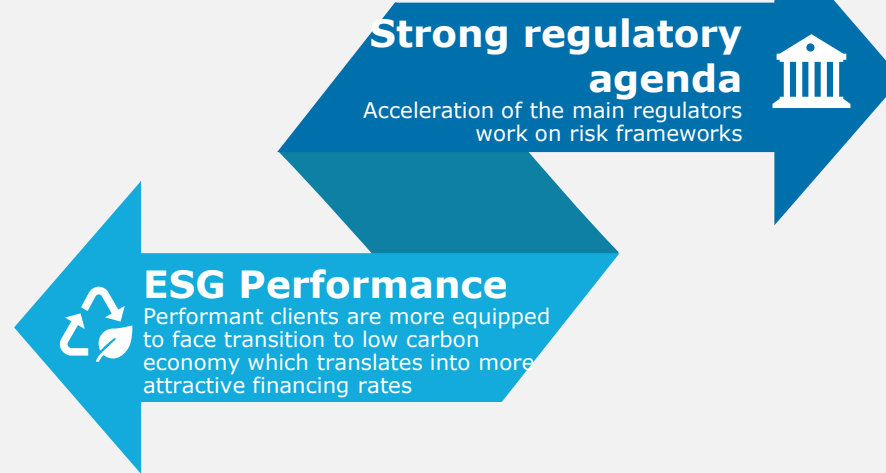 Strong regulatory
agenda
Acceleration of the main regulators
work on risk frameworks
ESG Performance
Performant clients are more equipped
to face transition to low carbon
economy which translates into more
attractive financing rates